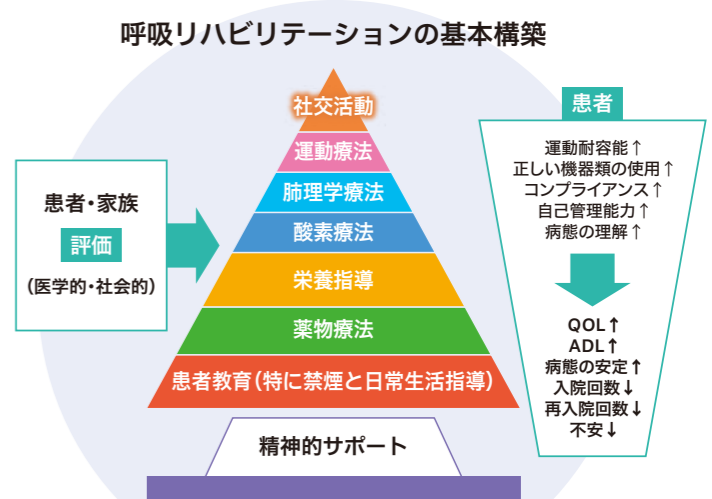 呼吸リハビリテーションの基本構築
患者・家族
評価
(医学的・社会的)
社交活動
運動療法
肺理学療法
酸素療法
栄養指導
薬物療法
患者教育(特に禁煙と日常生活指導)
精神的サポート
患者
運動耐容能↑
正しい機器類の使用↑
コンプライアンス↑
自己管理能力↑
病態の理解↑
QOL↑
ADL↑
病態の安定↑
入院回数↓
再入院回数↓
不安↓